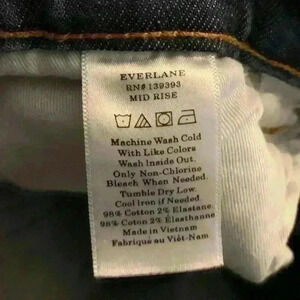 EVERLANE
RN# 139393
MID RISE
Machine Wash Cold
With Like Colors
Wash Inside Out.
Only Non-Chlorine
Bleach When Needed.
Tumble Dry Low.
Cool Iron if Needed
98% Cotton 2% Elastane
98% Coton 2% Élasthanne
Made in Vietnam
Fabriqué au Viêt-Nam